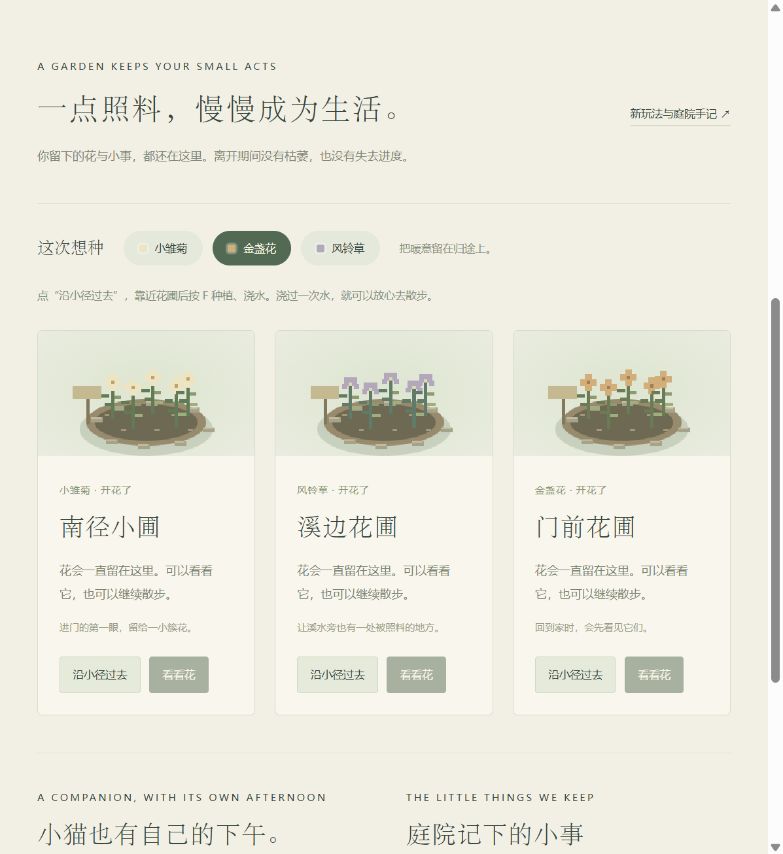 A GARDEN KEEPS YOUR SMALL ACTS
一点照料，慢慢成为生活。
新玩法与庭院手记 ↗
你留下的花与小事，都还在这里。离开期间没有枯萎，也没有失去进度。
这次想种 小雏菊 金盏花 风铃草 把暖意留在归途上。
点“沿小径过去”，靠近花圃后按 F 种植、浇水。浇过一次水，就可以放心去散步。
小雏菊 · 开花了
南径小圃
花会一直留在这里。可以看看
它，也可以继续散步。
进门的第一眼，留给一小簇花。
沿小径过去 看看花
风铃草 · 开花了
溪边花圃
花会一直留在这里。可以看看
它，也可以继续散步。
让溪水旁也有一处被照料的地方。
沿小径过去 看看花
金盏花 · 开花了
门前花圃
花会一直留在这里。可以看看
它，也可以继续散步。
回到家时，会先看见它们。
沿小径过去 看看花
A COMPANION, WITH ITS OWN AFTERNOON
小猫也有自己的下午。
THE LITTLE THINGS WE KEEP
庭院记下的小事